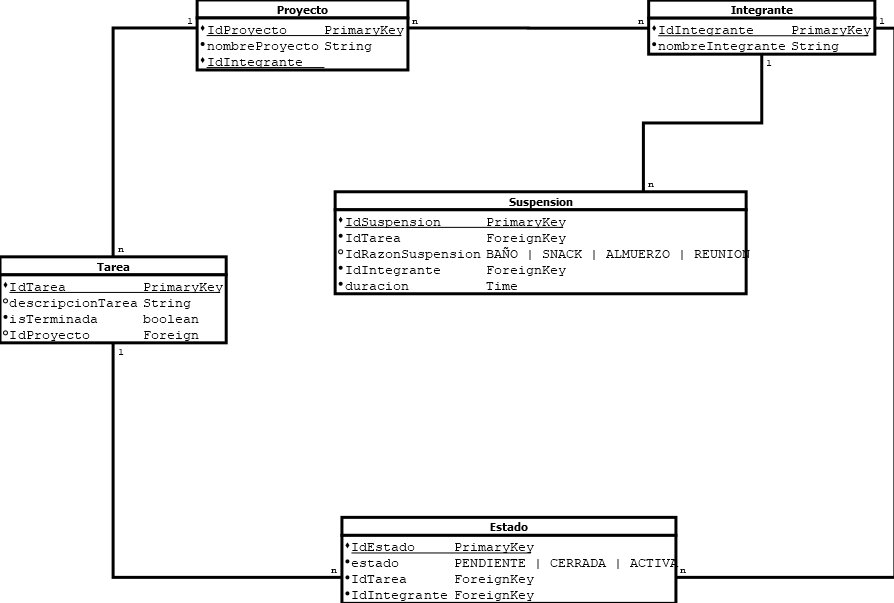 Proyecto
IdProyecto PrimaryKey
nombreProyecto String
IdIntegrante
1
n
n
Integrante
IdIntegrante PrimaryKey
nombreIntegrante String
1
1
n
Suspension
IdSuspension PrimaryKey
IdTarea ForeignKey
IdRazonSuspension BAÑO | SNACK | ALMUERZO | REUNION
IdIntegrante ForeignKey
duracion Time
n
Tarea
IdTarea PrimaryKey
descripcionTarea String
isTerminada boolean
IdProyecto Foreign
1
Estado
IdEstado PrimaryKey
estado PENDIENTE | CERRADA | ACTIVA
IdTarea ForeignKey
IdIntegrante ForeignKey
n
n